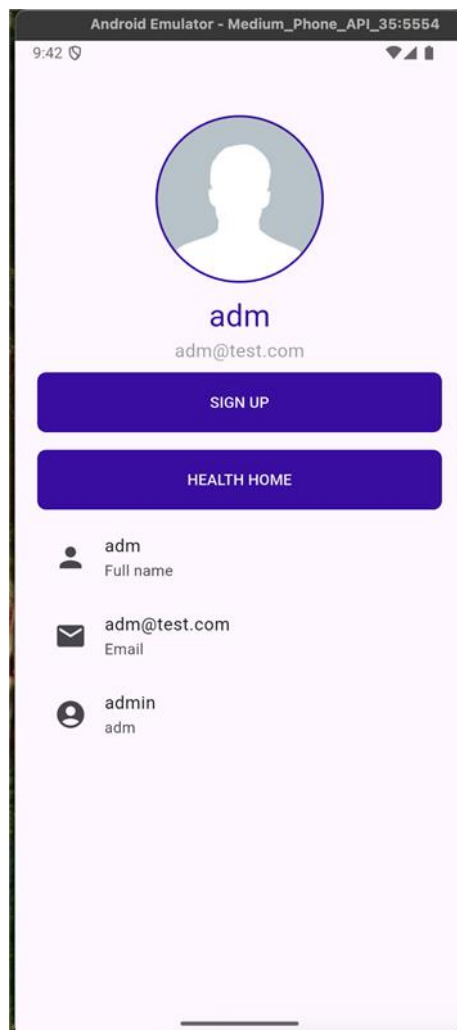 Android Emulator - Medium_Phone_API_35:5554
9:42
adm
adm@test.com
SIGN UP
HEALTH HOME
adm
Full name
adm@test.com
Email
admin
adm